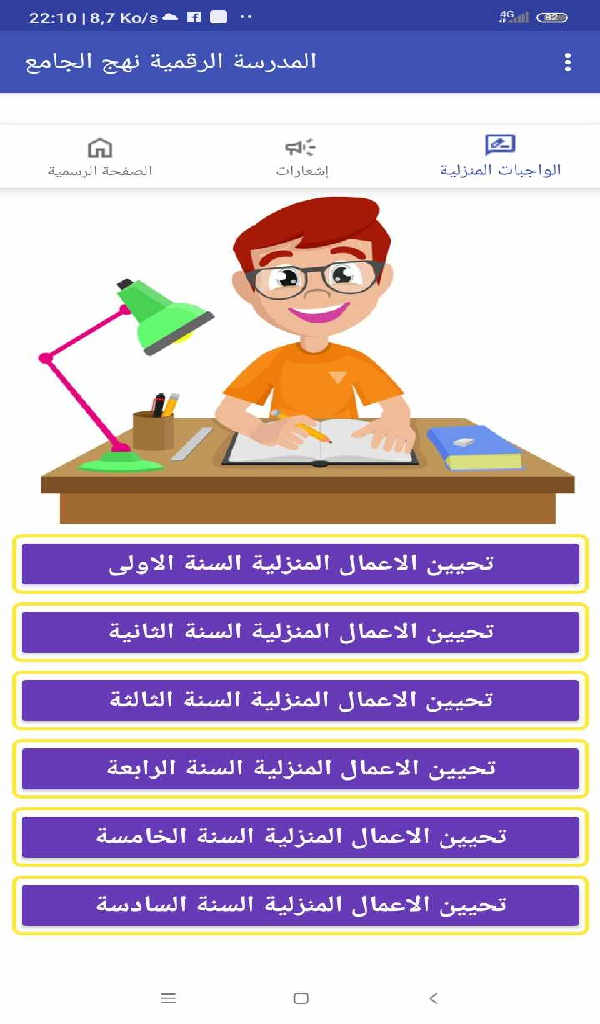 22:10 | 8,7 Ko/s
4G 82
المدرسة الرقمية نهج الجامع
الواجبات المنزلية
إشعارات
الصفحة الرسمية
تحيين الاعمال المنزلية السنة الاولى
تحيين الاعمال المنزلية السنة الثانية
تحيين الاعمال المنزلية السنة الثالثة
تحيين الاعمال المنزلية السنة الرابعة
تحيين الاعمال المنزلية السنة الخامسة
تحيين الاعمال المنزلية السنة السادسة